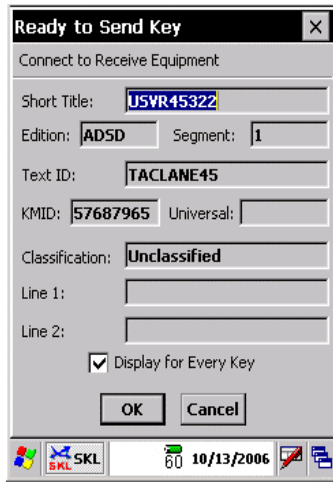 Ready to Send Key
Connect to Receive Equipment
Short Title: USVR45322
Edition: ADSD Segment: 1
Text ID: TACLANE45
KMID: 57687965 Universal:
Classification: Unclassified
Line 1:
Line 2:
Display for Every Key
OK Cancel
SKL SKL 60 10/13/2006